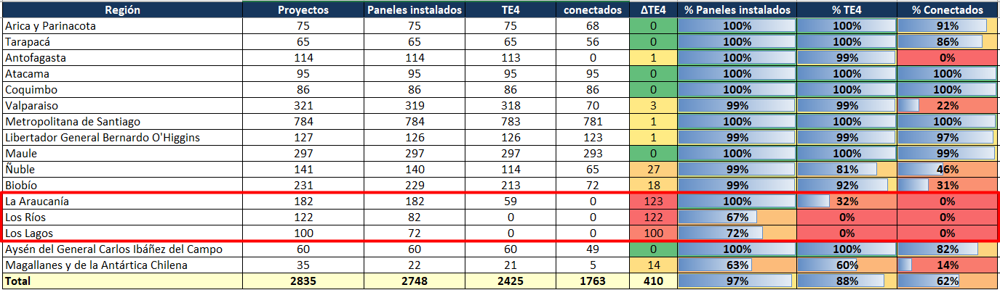 Región Proyectos Paneles instalados TE4 conectados ΔTE4 % Paneles instalados % TE4 % Conectados
Arica y Parinacota 75 75 75 68 0 100% 100% 91%
Tarapacá 65 65 65 56 0 100% 100% 86%
Antofagasta 114 114 113 0 1 100% 99% 0%
Atacama 95 95 95 95 0 100% 100% 100%
Coquimbo 86 86 86 86 0 100% 100% 100%
Valparaiso 321 319 318 70 3 99% 99% 22%
Metropolitana de Santiago 784 784 783 781 1 100% 100% 100%
Libertador General Bernardo O'Higgins 127 126 126 123 1 99% 99% 97%
Maule 297 297 297 293 0 100% 100% 99%
Ñuble 141 140 114 65 27 99% 81% 46%
Biobío 231 229 213 72 18 99% 92% 31%
La Araucanía 182 182 59 0 123 100% 32% 0%
Los Ríos 122 82 0 0 122 67% 0% 0%
Los Lagos 100 72 0 0 100 72% 0% 0%
Aysén del General Carlos Ibáñez del Campo 60 60 60 49 0 100% 100% 82%
Magallanes y de la Antártica Chilena 35 22 21 5 14 63% 60% 14%
Total 2835 2748 2425 1763 410 97% 88% 62%